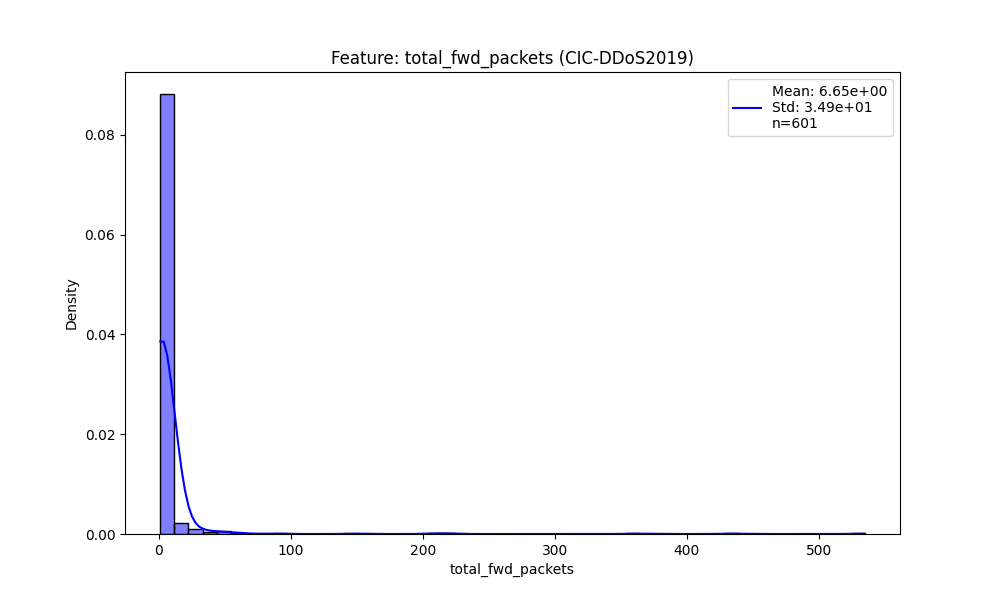 Feature: total_fwd_packets (CIC-DDoS2019)
Mean: 6.65e+00
Std: 3.49e+01
n=601
Density
0.08
0.06
0.04
0.02
0.00
0
100
200
300
400
500
total_fwd_packets